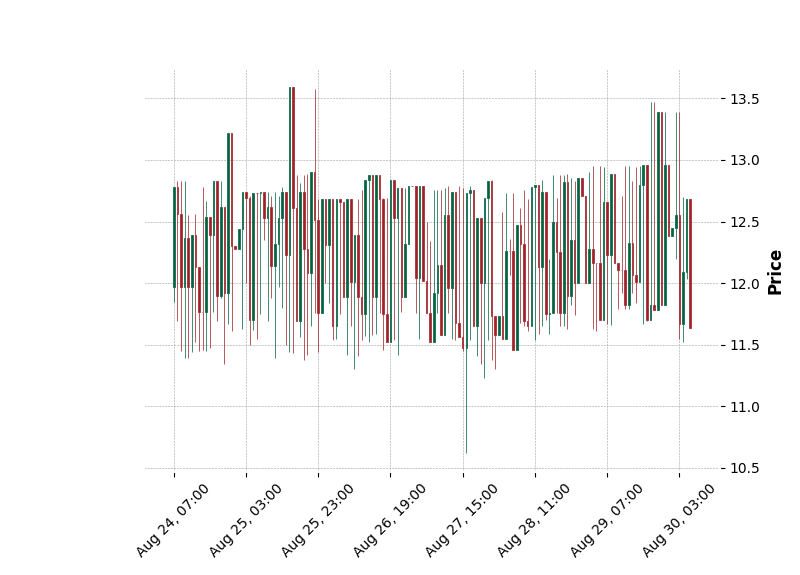 13.5
13.0
12.5
12.0
11.5
11.0
10.5
Price
Aug 24, 07:00
Aug 25, 03:00
Aug 25, 23:00
Aug 26, 19:00
Aug 27, 15:00
Aug 28, 11:00
Aug 29, 07:00
Aug 30, 03:00